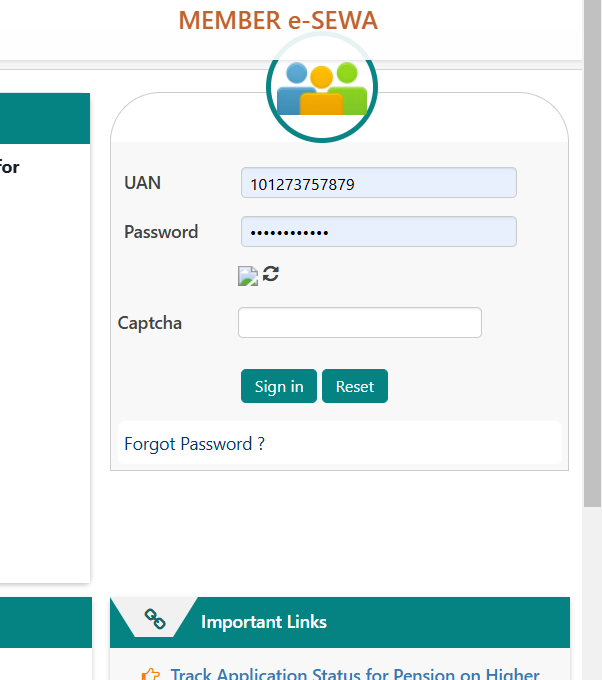 MEMBER e-SEWA
for
UAN
101273757879
Password
••••••••••••
Captcha
Sign in Reset
Forgot Password ?
Important Links
Track Application Status for Pension on Higher